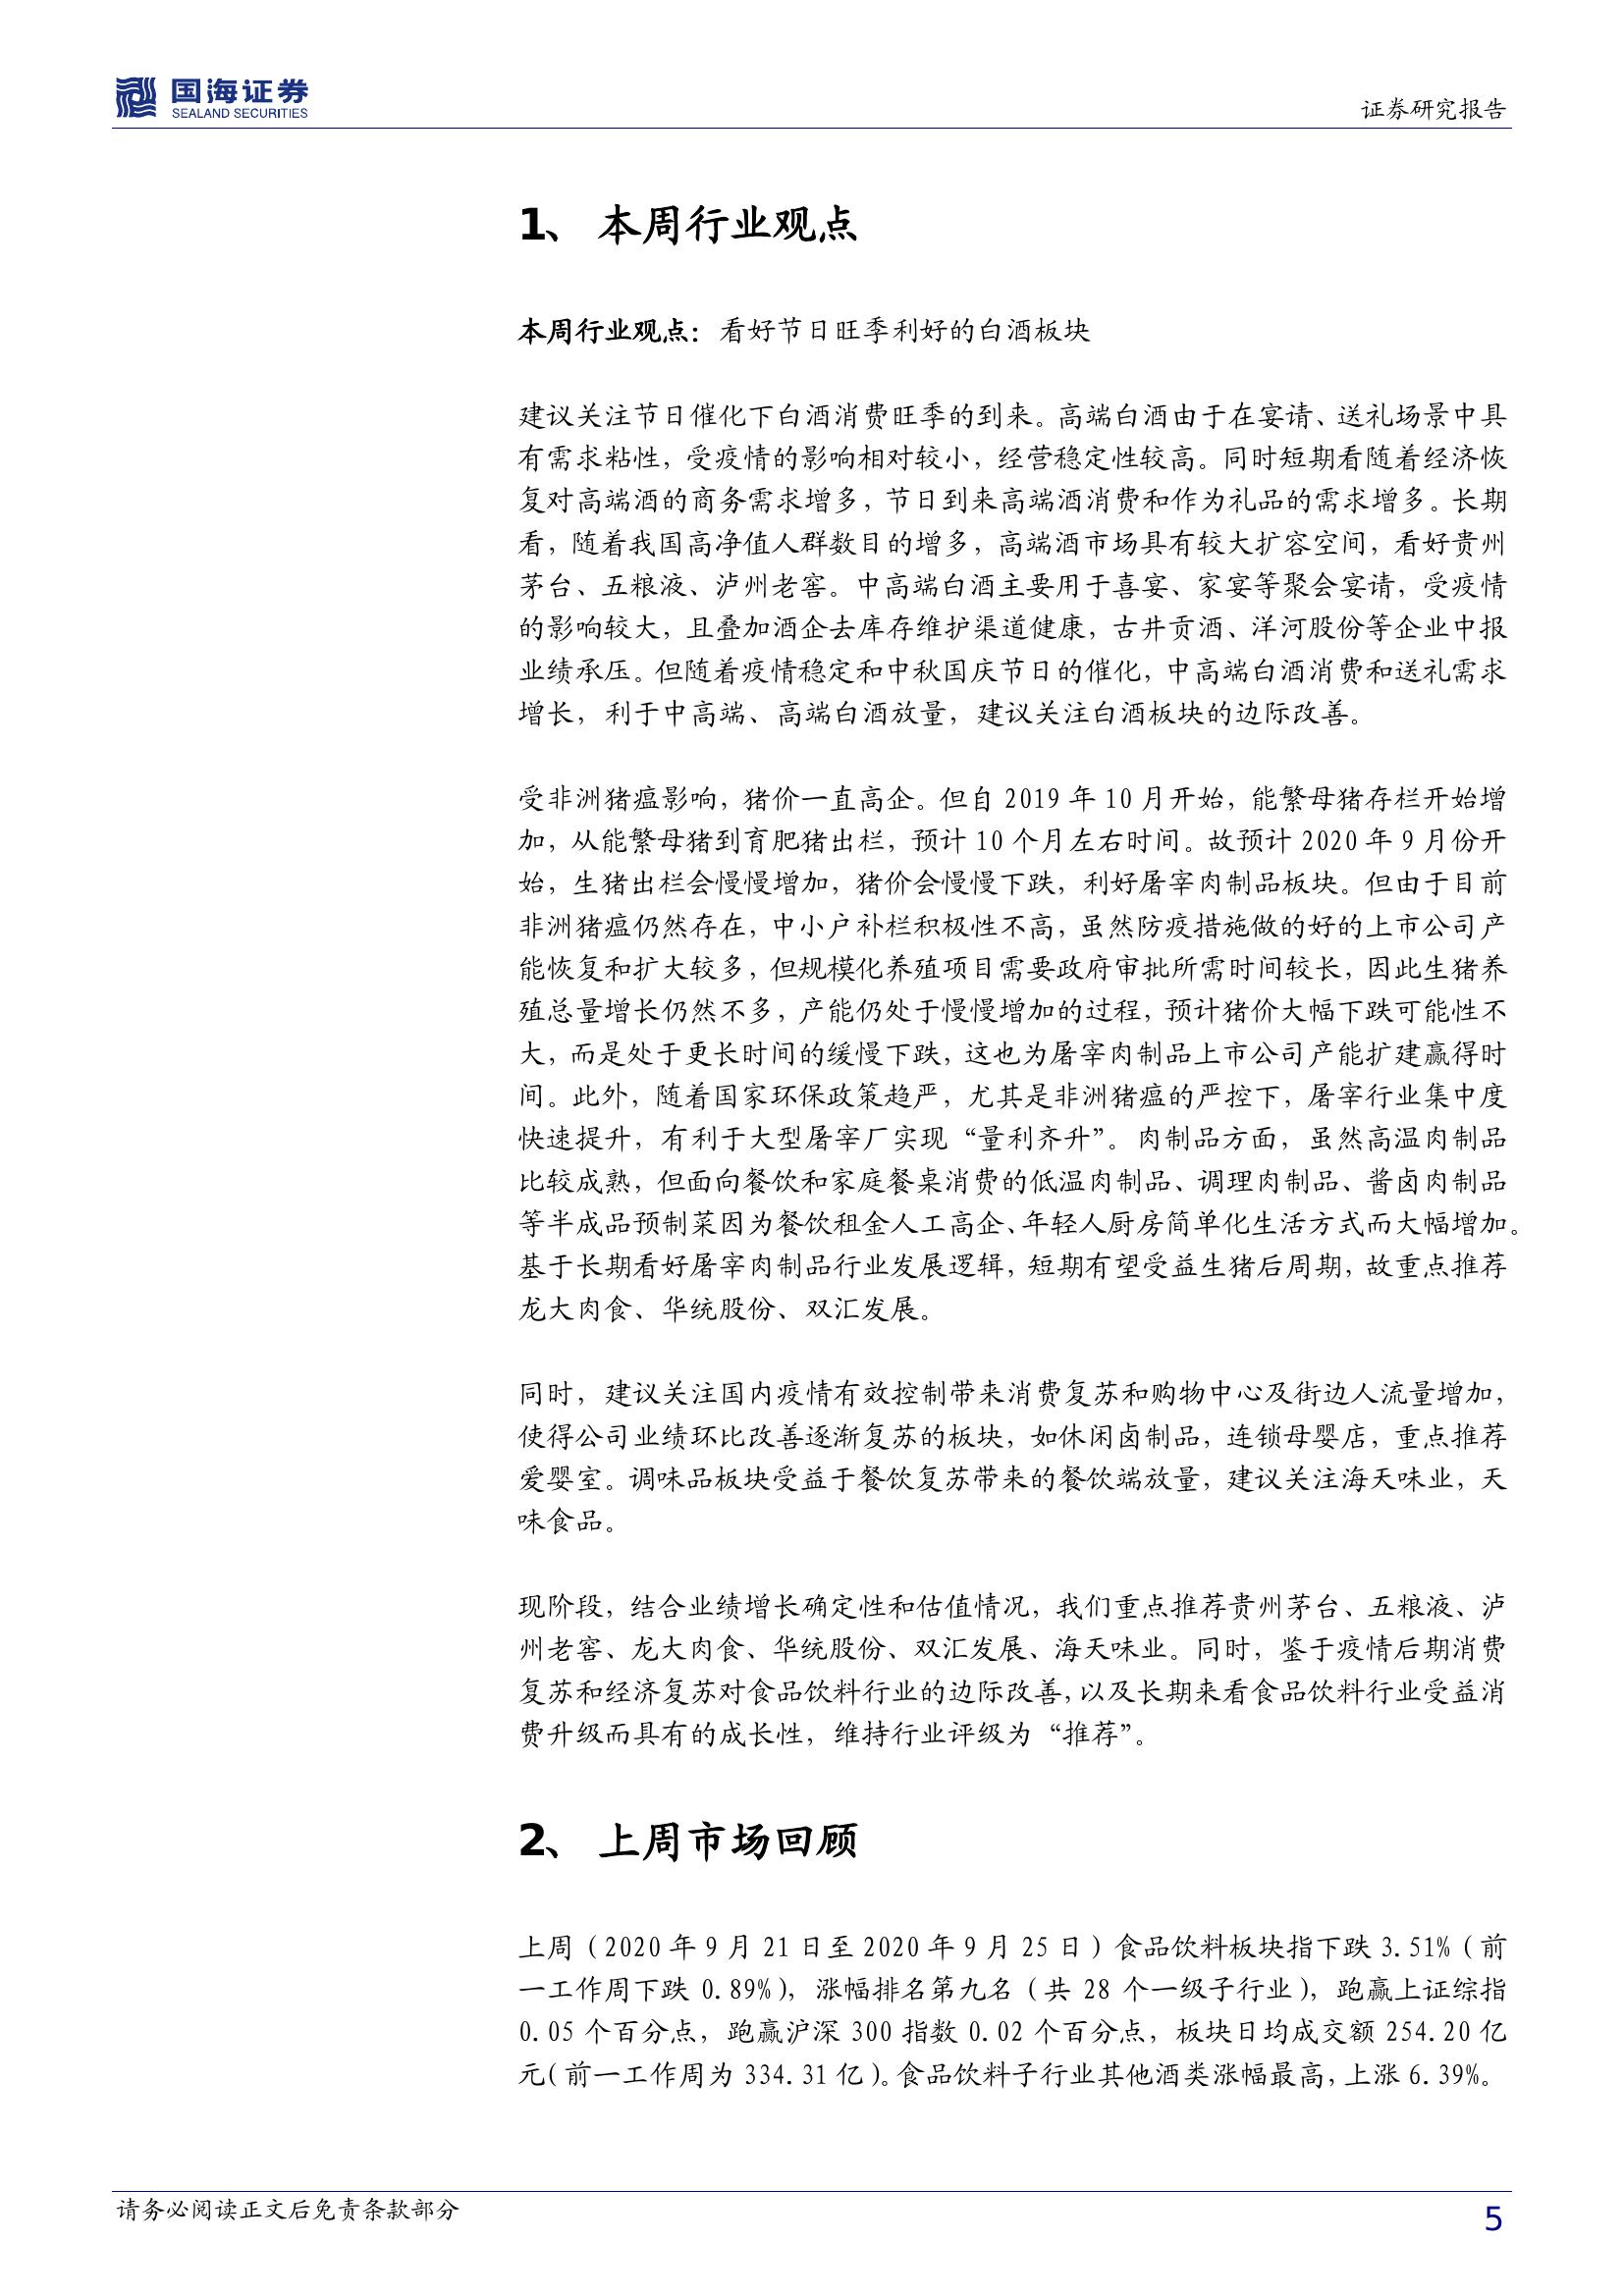 国海证券
SEALAND SECURITIES
证券研究报告
1、 本周行业观点
本周行业观点：看好节日旺季利好的白酒板块
建议关注节日催化下白酒消费旺季的到来。高端白酒由于在宴请、送礼场景中具
有需求粘性，受疫情的影响相对较小，经营稳定性较高。同时短期看随着经济恢
复对高端酒的商务需求增多，节日到来高端酒消费和作为礼品的需求增多。长期
看，随着我国高净值人群数目的增多，高端酒市场具有较大扩容空间，看好贵州
茅台、五粮液、泸州老窖。中高端白酒主要用于喜宴、家宴等聚会宴请，受疫情
的影响较大，且叠加酒企去库存维护渠道健康，古井贡酒、洋河股份等企业中报
业绩承压。但随着疫情稳定和中秋国庆节日的催化，中高端白酒消费和送礼需求
增长，利于中高端、高端白酒放量，建议关注白酒板块的边际改善。
受非洲猪瘟影响，猪价一直高企。但自 2019 年 10 月开始，能繁母猪存栏开始增
加，从能繁母猪到育肥猪出栏，预计 10 个月左右时间。故预计 2020 年 9 月份开
始，生猪出栏会慢慢增加，猪价会慢慢下跌，利好屠宰肉制品板块。但由于目前
非洲猪瘟仍然存在，中小户补栏积极性不高，虽然防疫措施做的好的上市公司产
能恢复和扩大较多，但规模化养殖项目需要政府审批所需时间较长，因此生猪养
殖总量增长仍然不多，产能仍处于慢慢增加的过程，预计猪价大幅下跌可能性不
大，而是处于更长时间的缓慢下跌，这也为屠宰肉制品上市公司产能扩建赢得时
间。此外，随着国家环保政策趋严，尤其是非洲猪瘟的严控下，屠宰行业集中度
快速提升，有利于大型屠宰厂实现“量利齐升”。肉制品方面，虽然高温肉制品
比较成熟，但面向餐饮和家庭餐桌消费的低温肉制品、调理肉制品、酱卤肉制品
等半成品预制菜因为餐饮租金人工高企、年轻人厨房简单化生活方式而大幅增加。
基于长期看好屠宰肉制品行业发展逻辑，短期有望受益生猪后周期，故重点推荐
龙大肉食、华统股份、双汇发展。
同时，建议关注国内疫情有效控制带来消费复苏和购物中心及街边人流量增加，
使得公司业绩环比改善逐渐复苏的板块，如休闲卤制品，连锁母婴店，重点推荐
爱婴室。调味品板块受益于餐饮复苏带来的餐饮端放量，建议关注海天味业，天
味食品。
现阶段，结合业绩增长确定性和估值情况，我们重点推荐贵州茅台、五粮液、泸
州老窖、龙大肉食、华统股份、双汇发展、海天味业。同时，鉴于疫情后期消费
复苏和经济复苏对食品饮料行业的边际改善，以及长期来看食品饮料行业受益消
费升级而具有的成长性，维持行业评级为“推荐”。
2、 上周市场回顾
上周（2020 年 9 月 21 日至 2020 年 9 月 25 日）食品饮料板块指下跌 3.51%（前
一工作周下跌 0.89%），涨幅排名第九名（共 28 个一级子行业），跑赢上证综指
0.05 个百分点，跑赢沪深 300 指数 0.02 个百分点，板块日均成交额 254.20 亿
元（前一工作周为 334.31 亿）。食品饮料子行业其他酒类涨幅最高，上涨 6.39%。
请务必阅读正文后免责条款部分
5